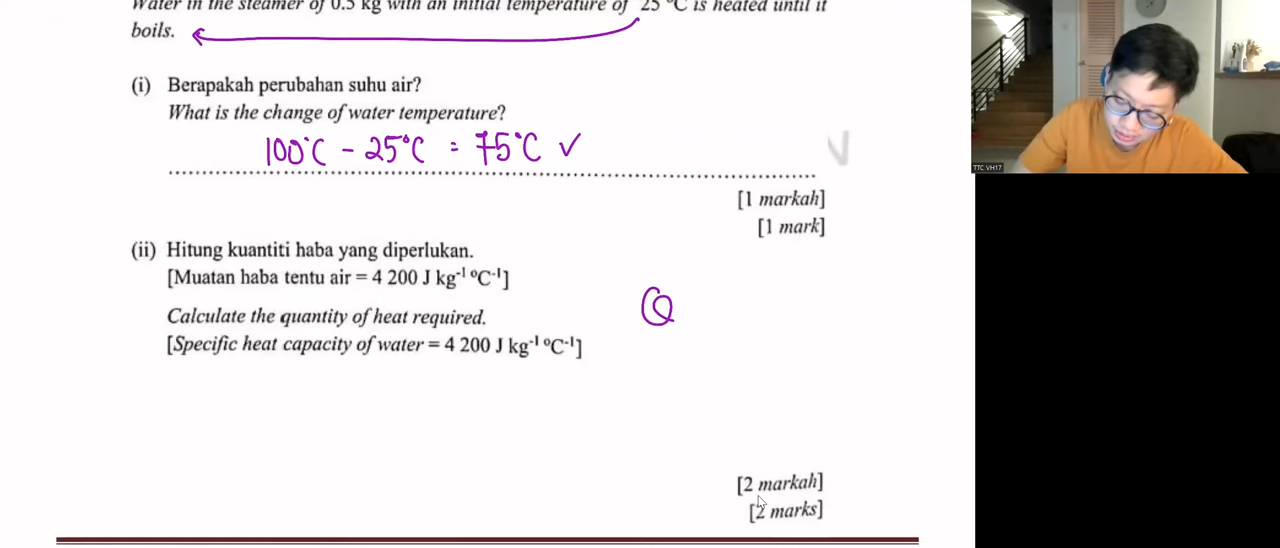 Water in the steamer of 0.5 kg with an initial temperature of 25 °C is heated until it
boils.
(i) Berapakah perubahan suhu air?
What is the change of water temperature?
100°C - 25°C = 75°C ✓
[1 markah]
[1 mark]
(ii) Hitung kuantiti haba yang diperlukan.
[Muatan haba tentu air = 4 200 J kg⁻¹ °C⁻¹]
Calculate the quantity of heat required.
[Specific heat capacity of water = 4 200 J kg⁻¹ °C⁻¹]
Q
[2 markah]
[2 marks]
TTC VH17